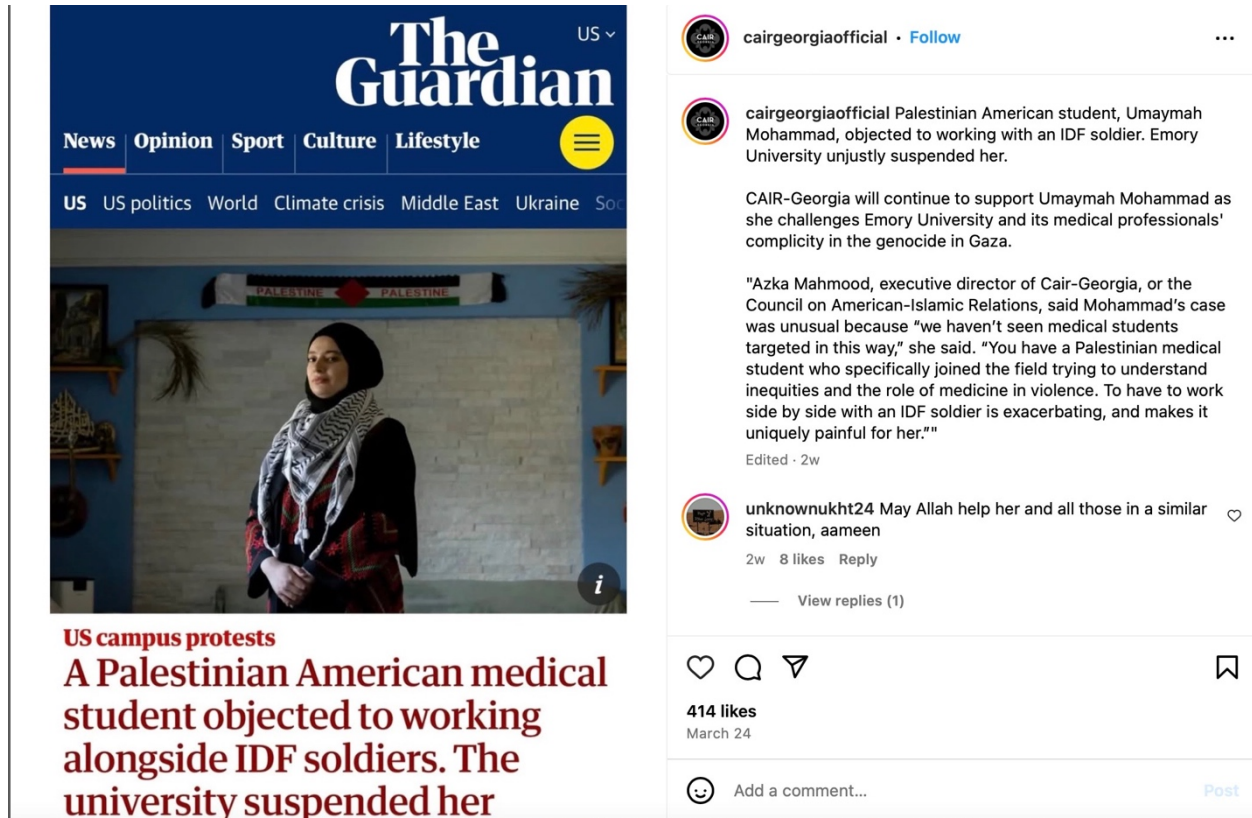 The
Guardian
US
News Opinion Sport Culture Lifestyle
US US politics World Climate crisis Middle East Ukraine Soc
PALESTINE PALESTINE
i
US campus protests
A Palestinian American medical
student objected to working
alongside IDF soldiers. The
university suspended her
CAIR
cairgeorgiaofficial • Follow
CAIR
cairgeorgiaofficial Palestinian American student, Umaymah
Mohammad, objected to working with an IDF soldier. Emory
University unjustly suspended her.
CAIR-Georgia will continue to support Umaymah Mohammad as
she challenges Emory University and its medical professionals'
complicity in the genocide in Gaza.
"Azka Mahmood, executive director of Cair-Georgia, or the
Council on American-Islamic Relations, said Mohammad's case
was unusual because “we haven’t seen medical students
targeted in this way,” she said. “You have a Palestinian medical
student who specifically joined the field trying to understand
inequities and the role of medicine in violence. To have to work
side by side with an IDF soldier is exacerbating, and makes it
uniquely painful for her.”"
Edited · 2w
unknownukht24 May Allah help her and all those in a similar
situation, aameen
2w 8 likes Reply
View replies (1)
414 likes
March 24
Add a comment...
Post